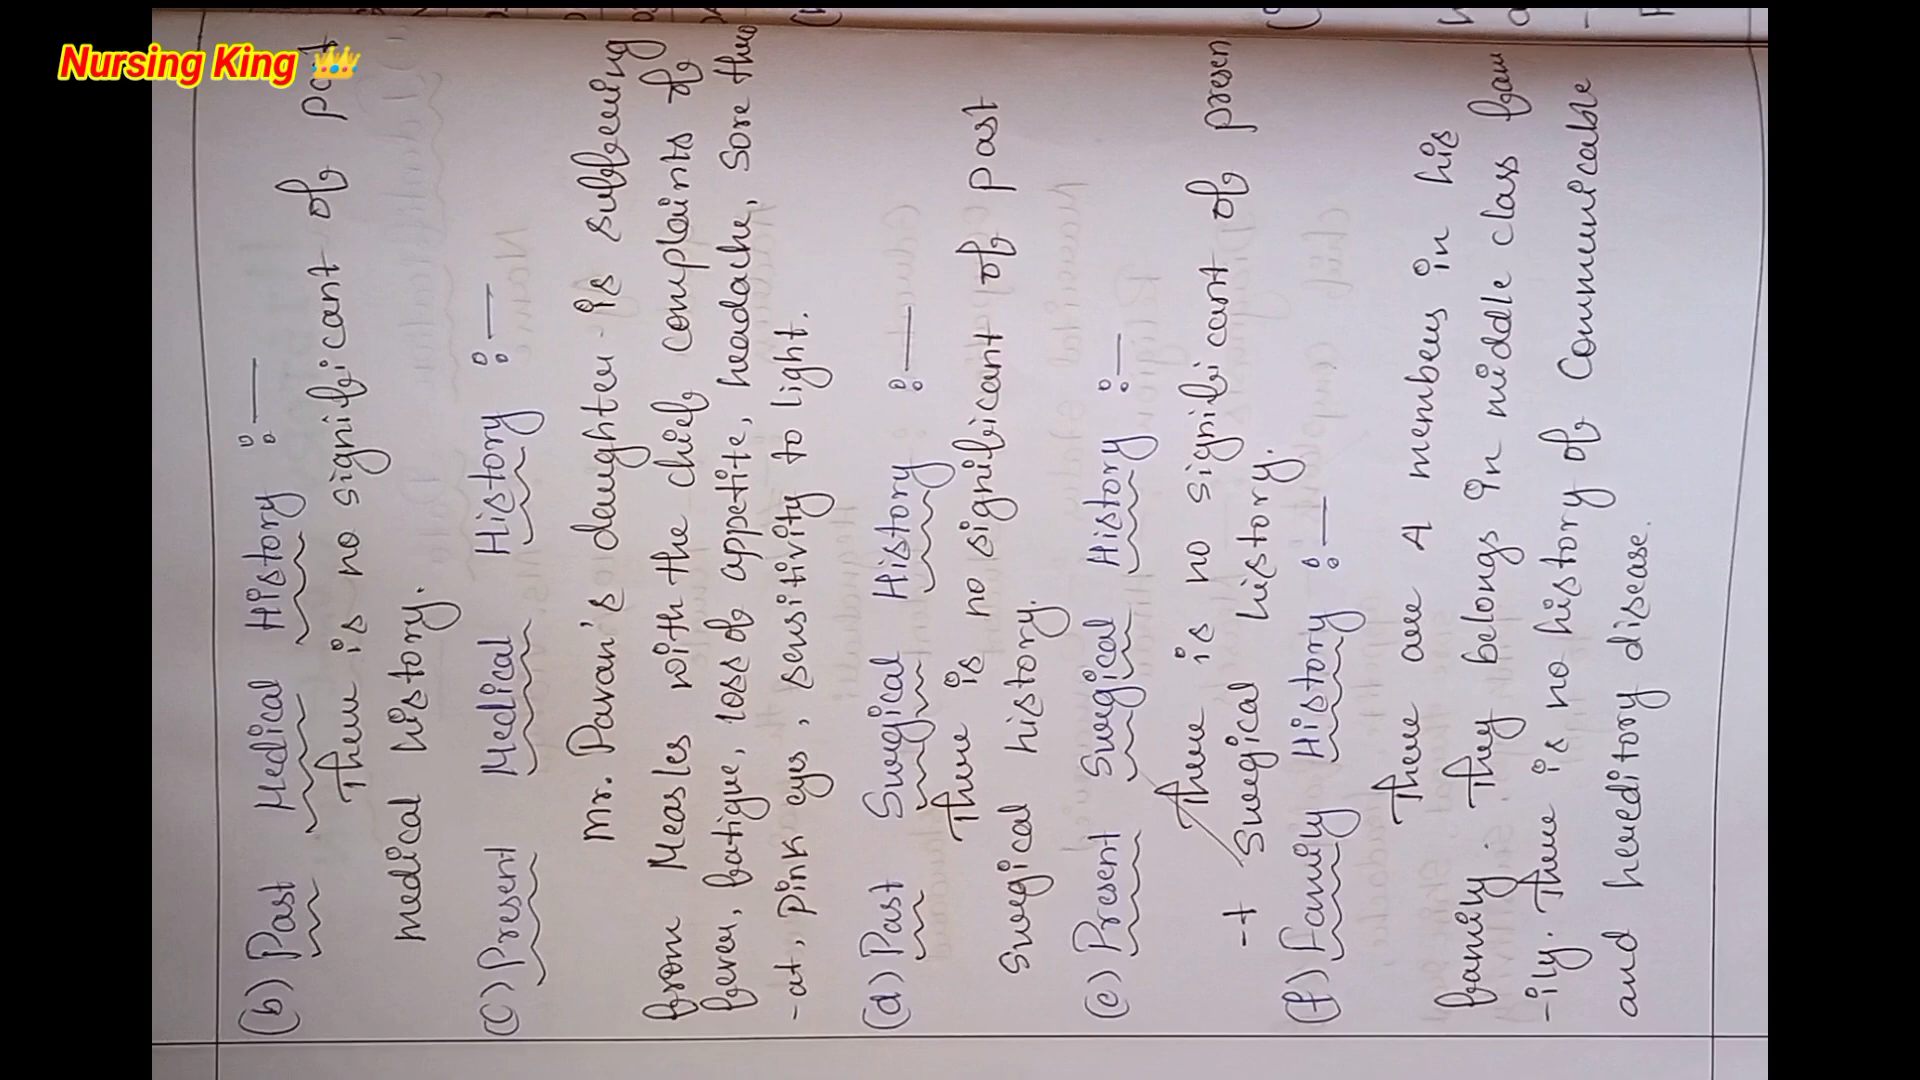 Nursing King
(b) Past Medical History :—
There is no significant of past
medical history.
(c) Present Medical History :—
Mr. Pavan's daughter is suffering
from Measles with the chief complaints of
fever, fatigue, loss of appetite, headache, Sore thro
-at, pink eyes, sensitivity to light.
(d) Past Surgical History :—
There is no significant of past
Surgical history.
(e) Present Surgical History :—
There is no significant of presen
-t Surgical history.
(f) Family History :—
There are 4 members in his
family. They belongs in middle class fam
-ily. There is no history of Communicable
and hereditory disease.